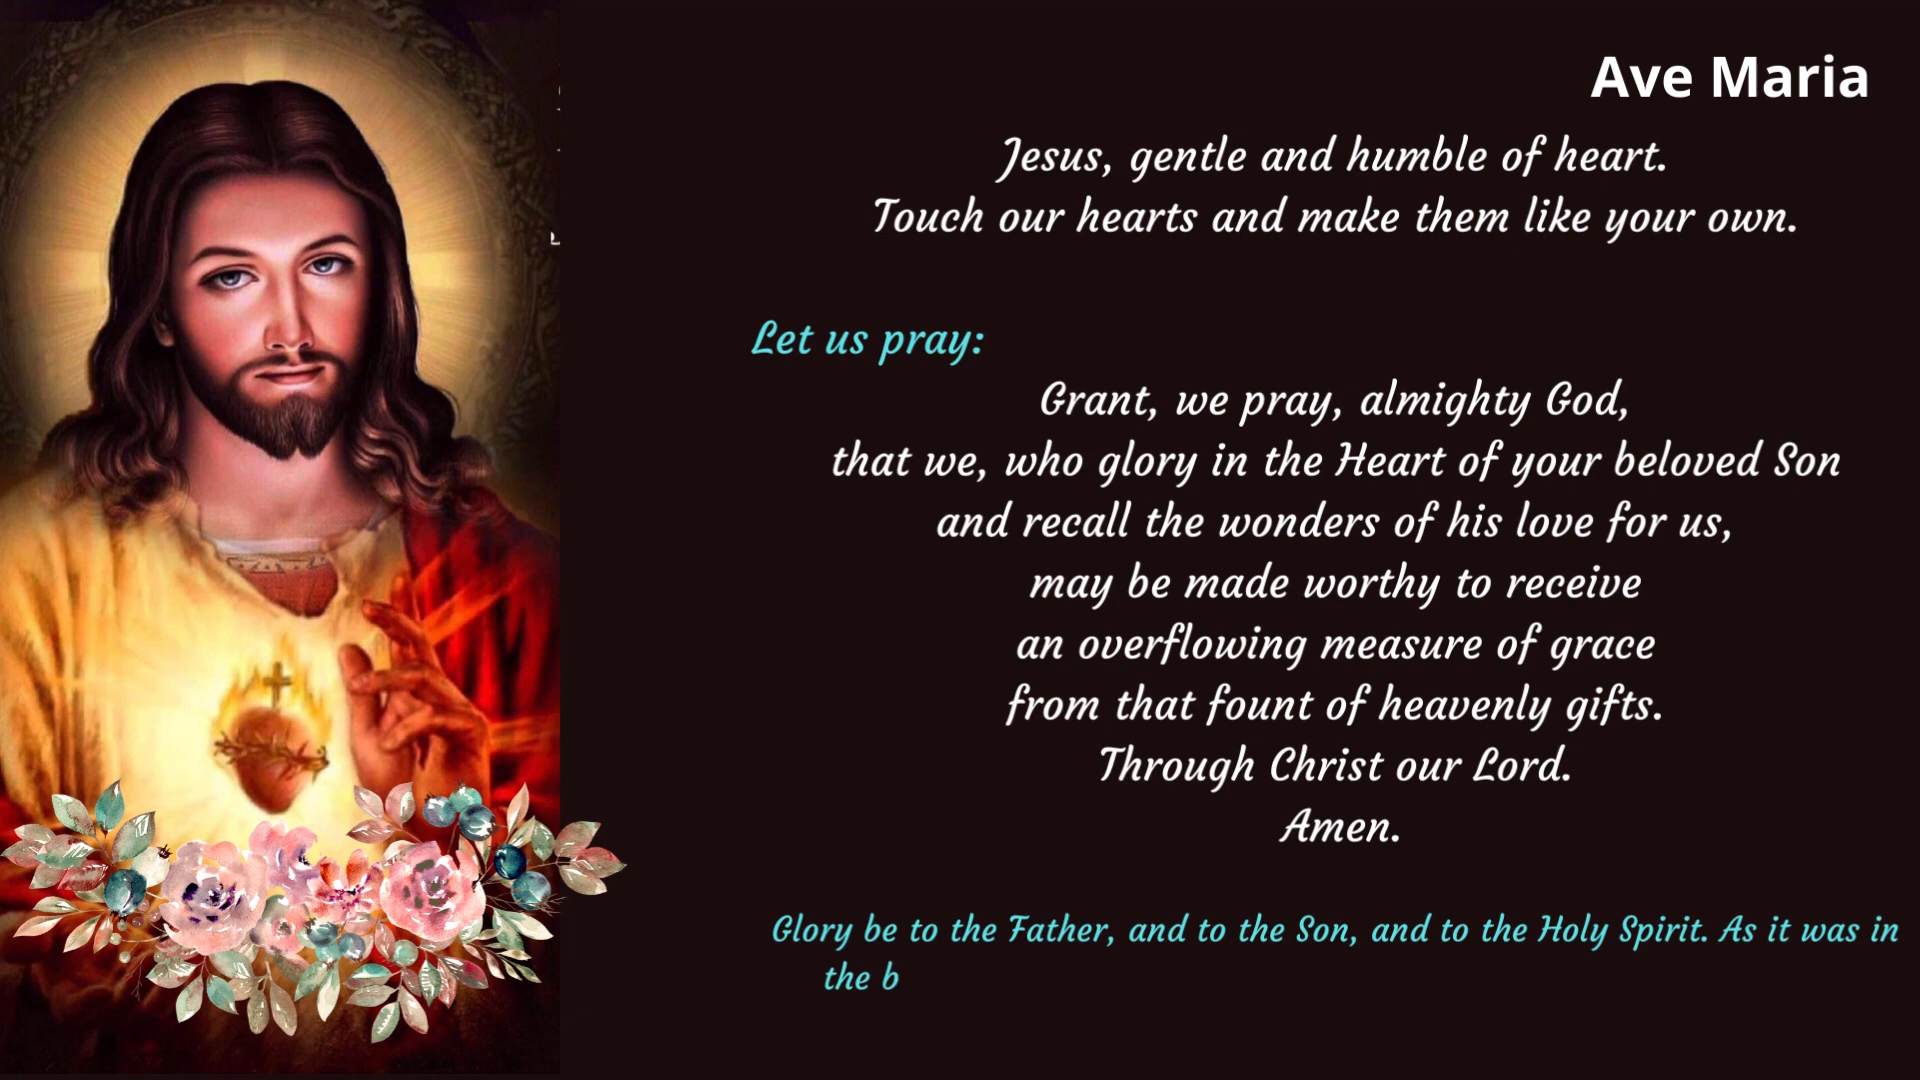 Ave Maria
Jesus, gentle and humble of heart.
Touch our hearts and make them like your own.
Let us pray:
Grant, we pray, almighty God,
that we, who glory in the Heart of your beloved Son
and recall the wonders of his love for us,
may be made worthy to receive
an overflowing measure of grace
from that fount of heavenly gifts.
Through Christ our Lord.
Amen.
Glory be to the Father, and to the Son, and to the Holy Spirit. As it was in
the b